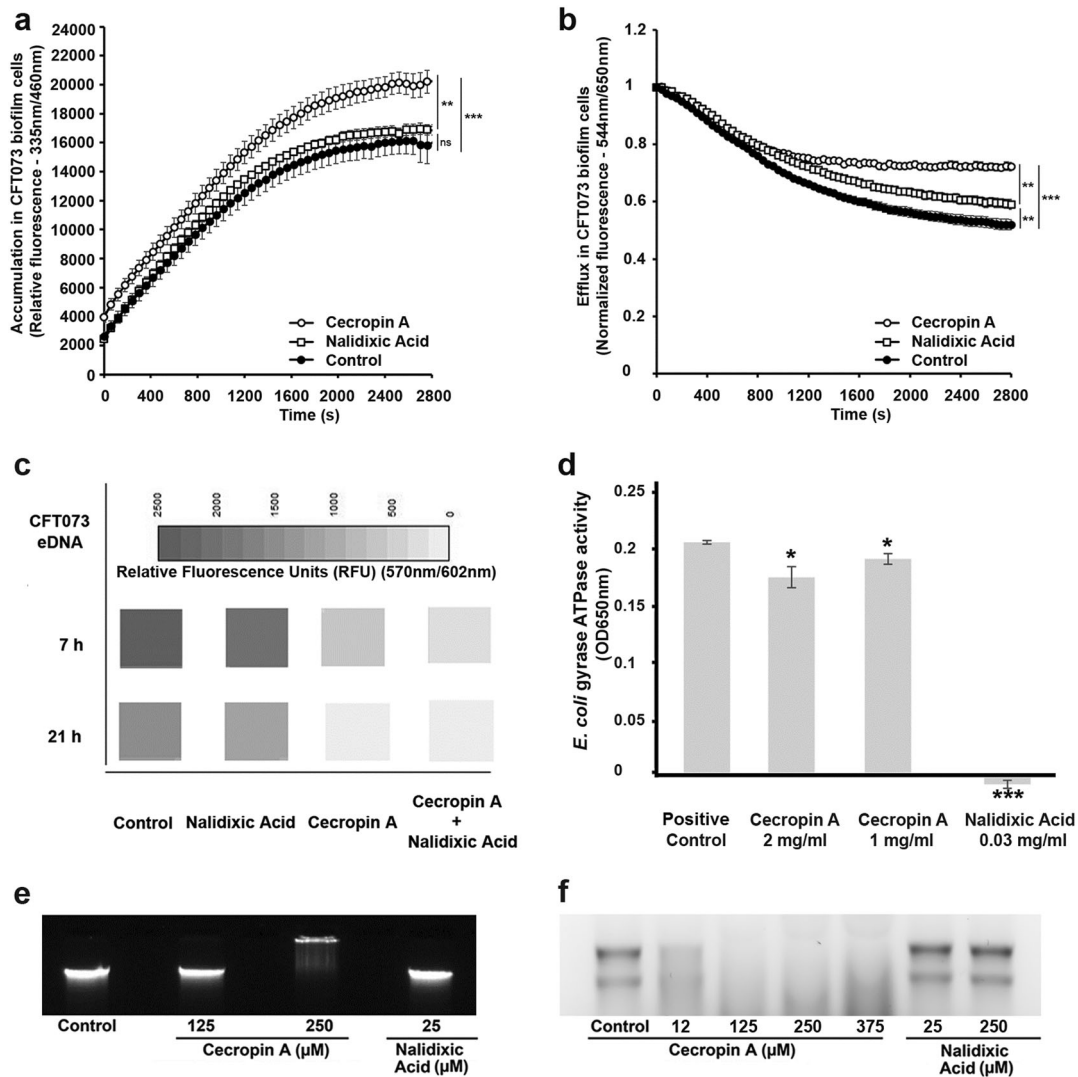 a
Accumulation in CFT073 biofilm cells
(Relative fluorescence - 335nm/460nm)
24000
22000
20000
18000
16000
14000
12000
10000
8000
6000
4000
2000
0
**
***
ns
Cecropin A
Nalidixic Acid
Control
0 400 800 1200 1600 2000 2400 2800
Time (s)
b
Efflux in CFT073 biofilm cells
(Normalized fluorescence - 544nm/650nm)
1.2
1
0.8
0.6
0.4
0.2
0
**
***
**
Cecropin A
Nalidixic Acid
Control
0 400 800 1200 1600 2000 2400 2800
Time (s)
c
CFT073
eDNA
2500 2000 1500 1000 500 0
Relative Fluorescence Units (RFU) (570nm/602nm)
7 h
21 h
Control Nalidixic Acid Cecropin A Cecropin A
+
Nalidixic Acid
d
E. coli gyrase ATPase activity
(OD650nm)
0.25
0.2
0.15
0.1
0.05
0
*
*
***
Positive
Control
Cecropin A
2 mg/ml
Cecropin A
1 mg/ml
Nalidixic Acid
0.03 mg/ml
e
Control 125 250 25
Cecropin A (µM)
Nalidixic
Acid (µM)
f
Control 12 125 250 375 25 250
Cecropin A (µM)
Nalidixic
Acid (µM)